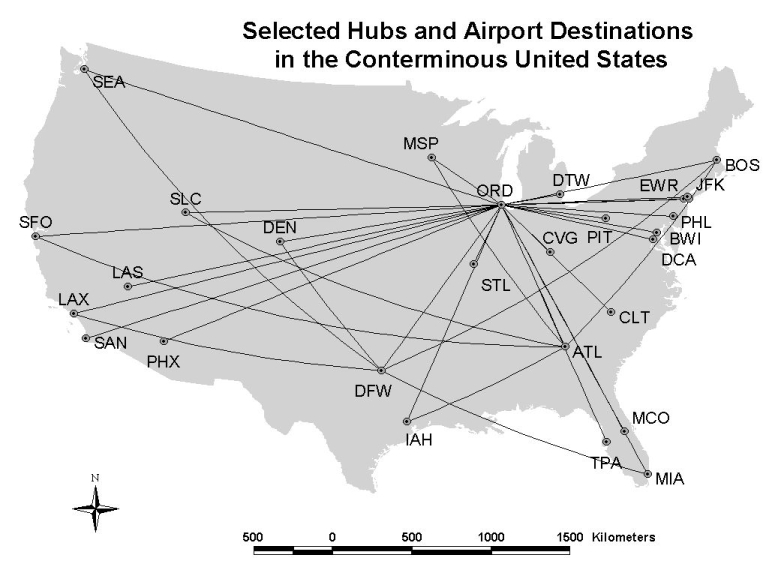 Selected Hubs and Airport Destinations
in the Conterminous United States
SEA
MSP
BOS
DTW
EWR
JFK
ORD
SLC
SFO
DEN
PHL
CVG
PIT
BWI
DCA
LAS
STL
LAX
CLT
SAN
PHX
ATL
DFW
MCO
IAH
TPA
MIA
N
500 0 500 1000 1500 Kilometers